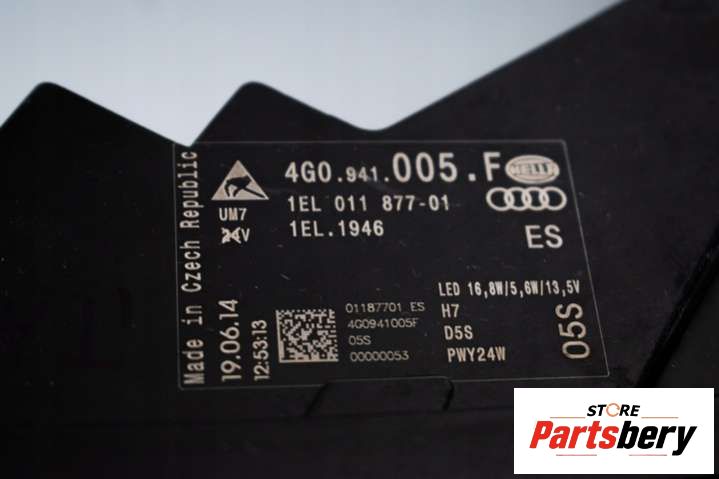 Made in Czech Republic
19.06.14
12:53:13
4G0.941.005.F
HELLA
1EL 011 877-01
UM7
24V
1EL.1946
ES
LED 16,8W/5,6W/13,5V
H7
D5S
PWY24W
05S
01187701 ES
4G0941005F
05S
00000053
STORE
Partsbery